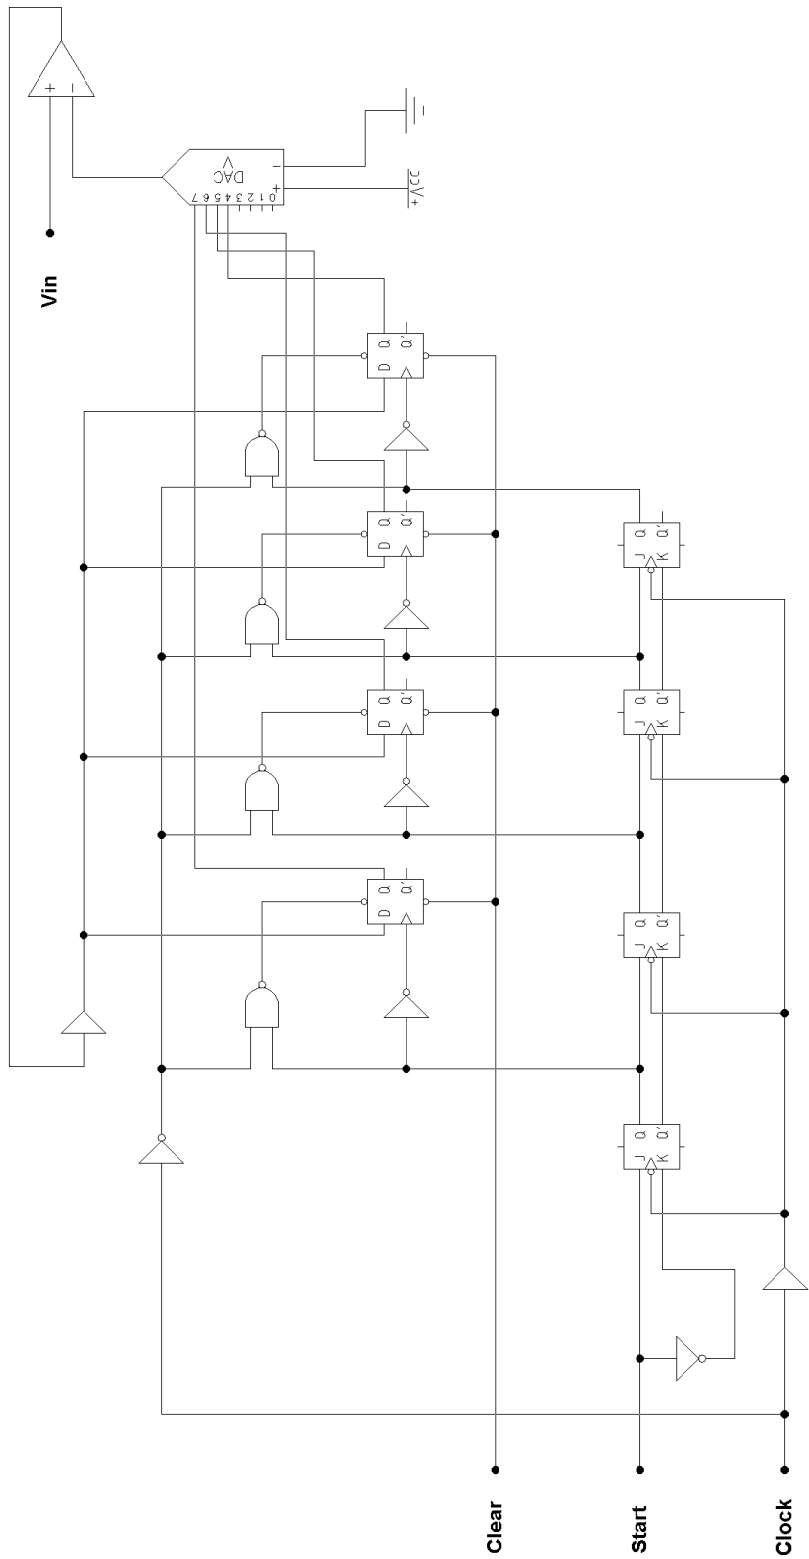 +
−
Vin
7
6
5
4
3
2
1
0
DAC
V
−
+
VCC
+
D Q
Q'
D Q
Q'
D Q
Q'
D Q
Q'
Clear
Start
J Q
K Q'
J Q
K Q'
J Q
K Q'
J Q
K Q'
Clock